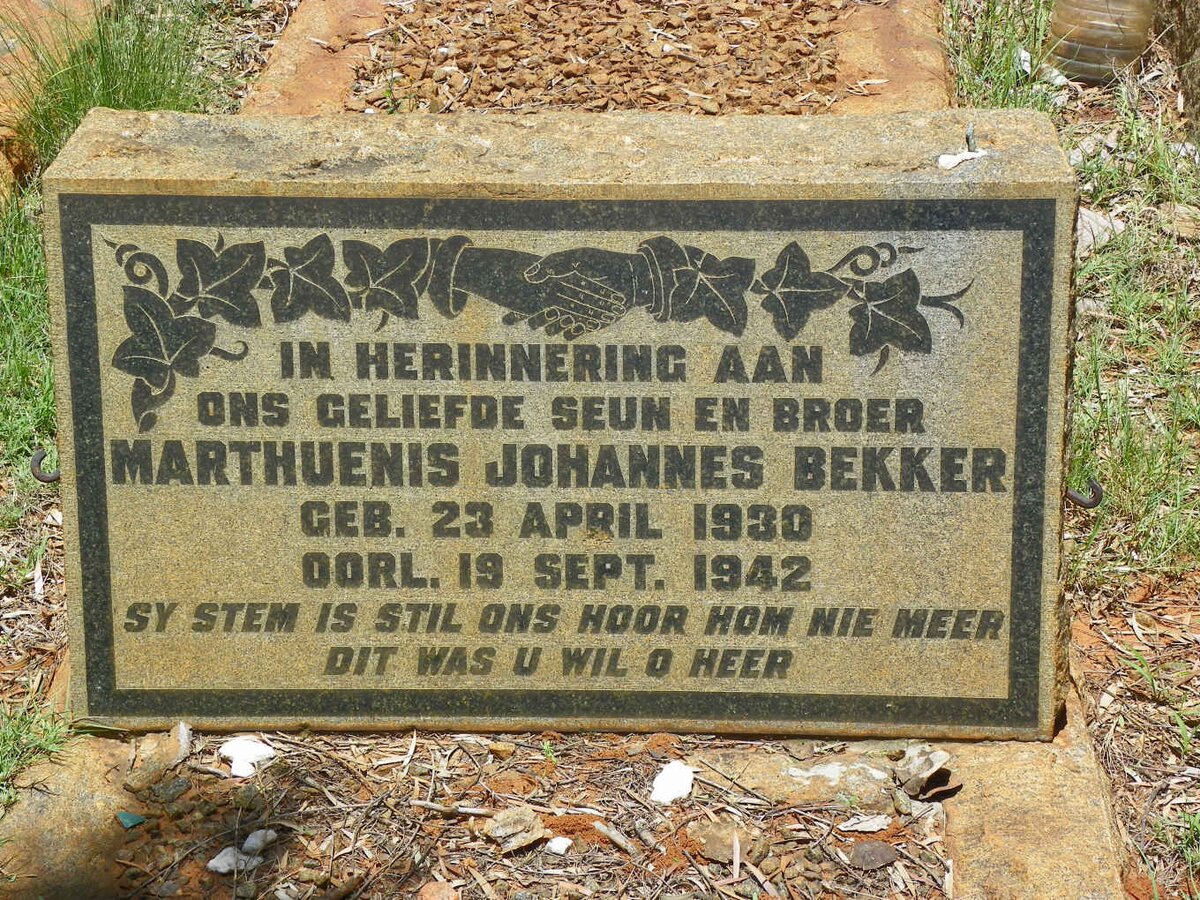 IN HERINNERING AAN
ONS GELIEFDE SEUN EN BROER
MARTHUENIS JOHANNES BEKKER
GEB. 23 APRIL 1930
OORL. 19 SEPT. 1942
SY STEM IS STIL ONS HOOR HOM NIE MEER
DIT WAS U WIL O HEER